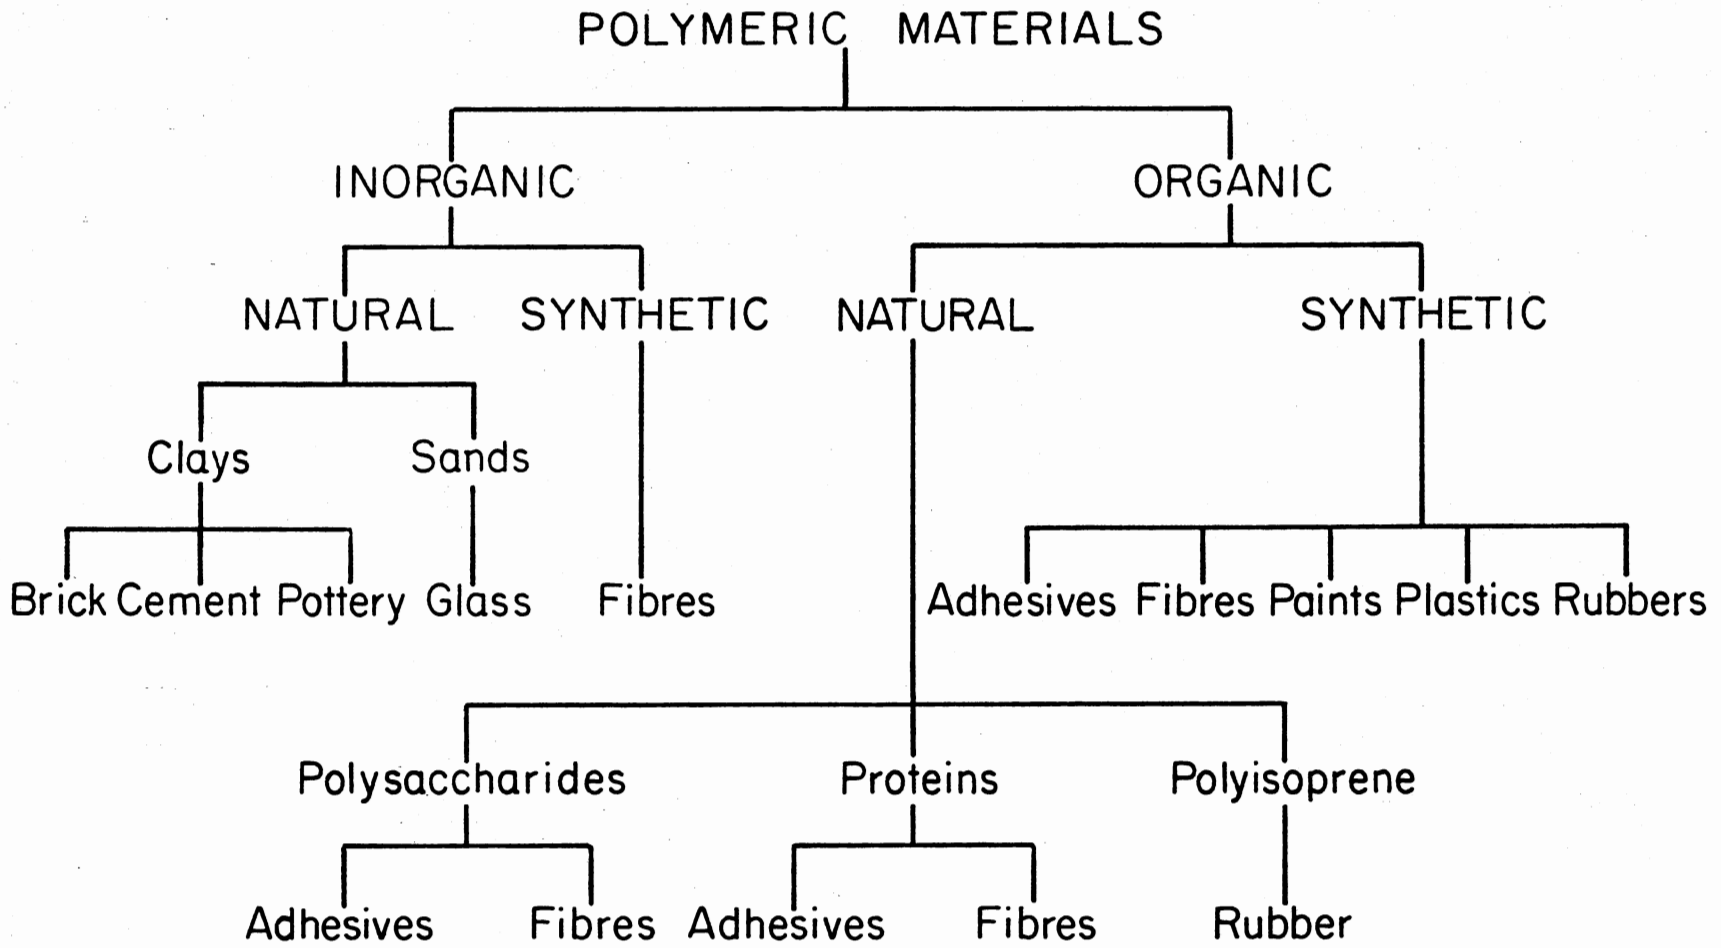 POLYMERIC MATERIALS
INORGANIC ORGANIC
NATURAL SYNTHETIC NATURAL SYNTHETIC
Clays Sands
Brick Cement Pottery Glass Fibres Adhesives Fibres Paints Plastics Rubbers
Polysaccharides Proteins Polyisoprene
Adhesives Fibres Adhesives Fibres Rubber